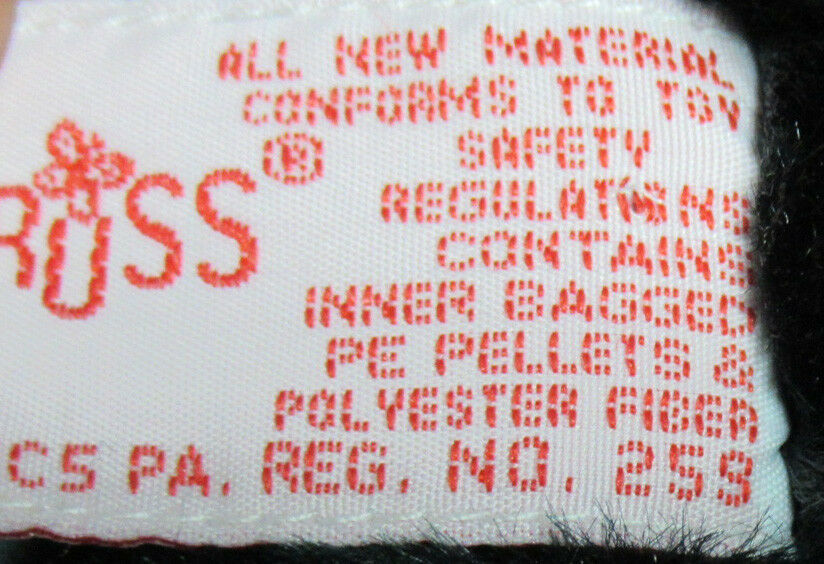 ALL NEW MATERIAL
CONFORMS TO TOY
SAFETY
REGULATIONS
CONTAINS
INNER BAGGED
PE PELLETS &
POLYESTER FIBER
RUSS®
CS PA. REG. NO. 255